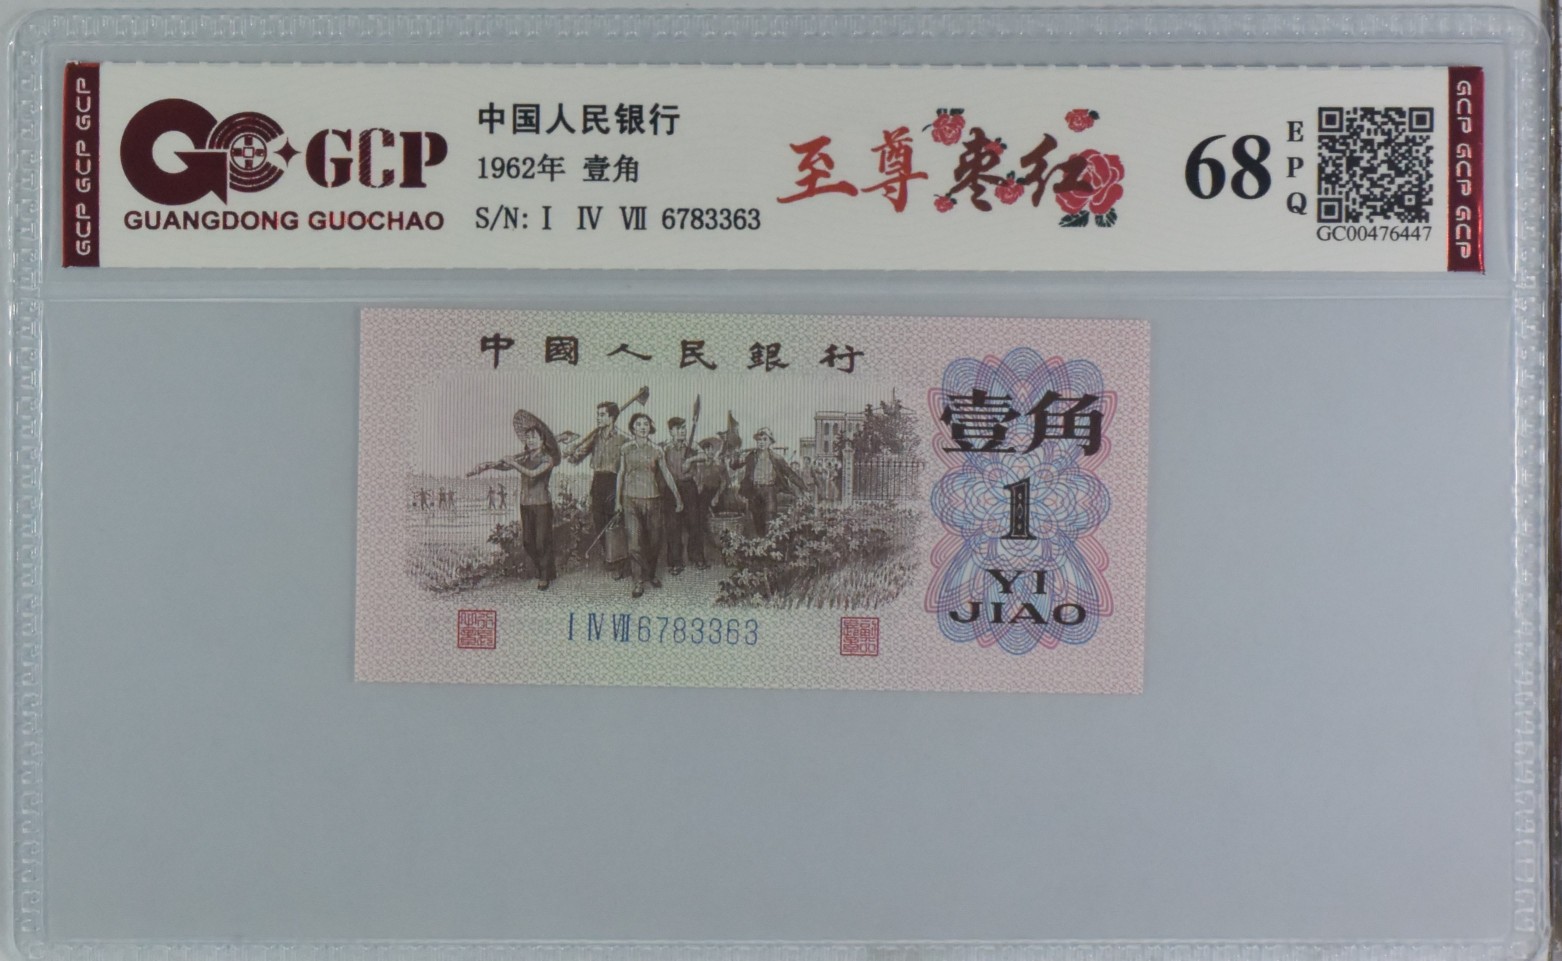 GCP GCP GCP
GCP
GUANGDONG GUOCHAO
中国人民银行
1962年 壹角
S/N: I IV VII 6783363
至尊枣红
68
EPQ
GC00476447
GCP GCP GCP
中國人民銀行
壹角
1
YI
JIAO
I IV VII 6783363